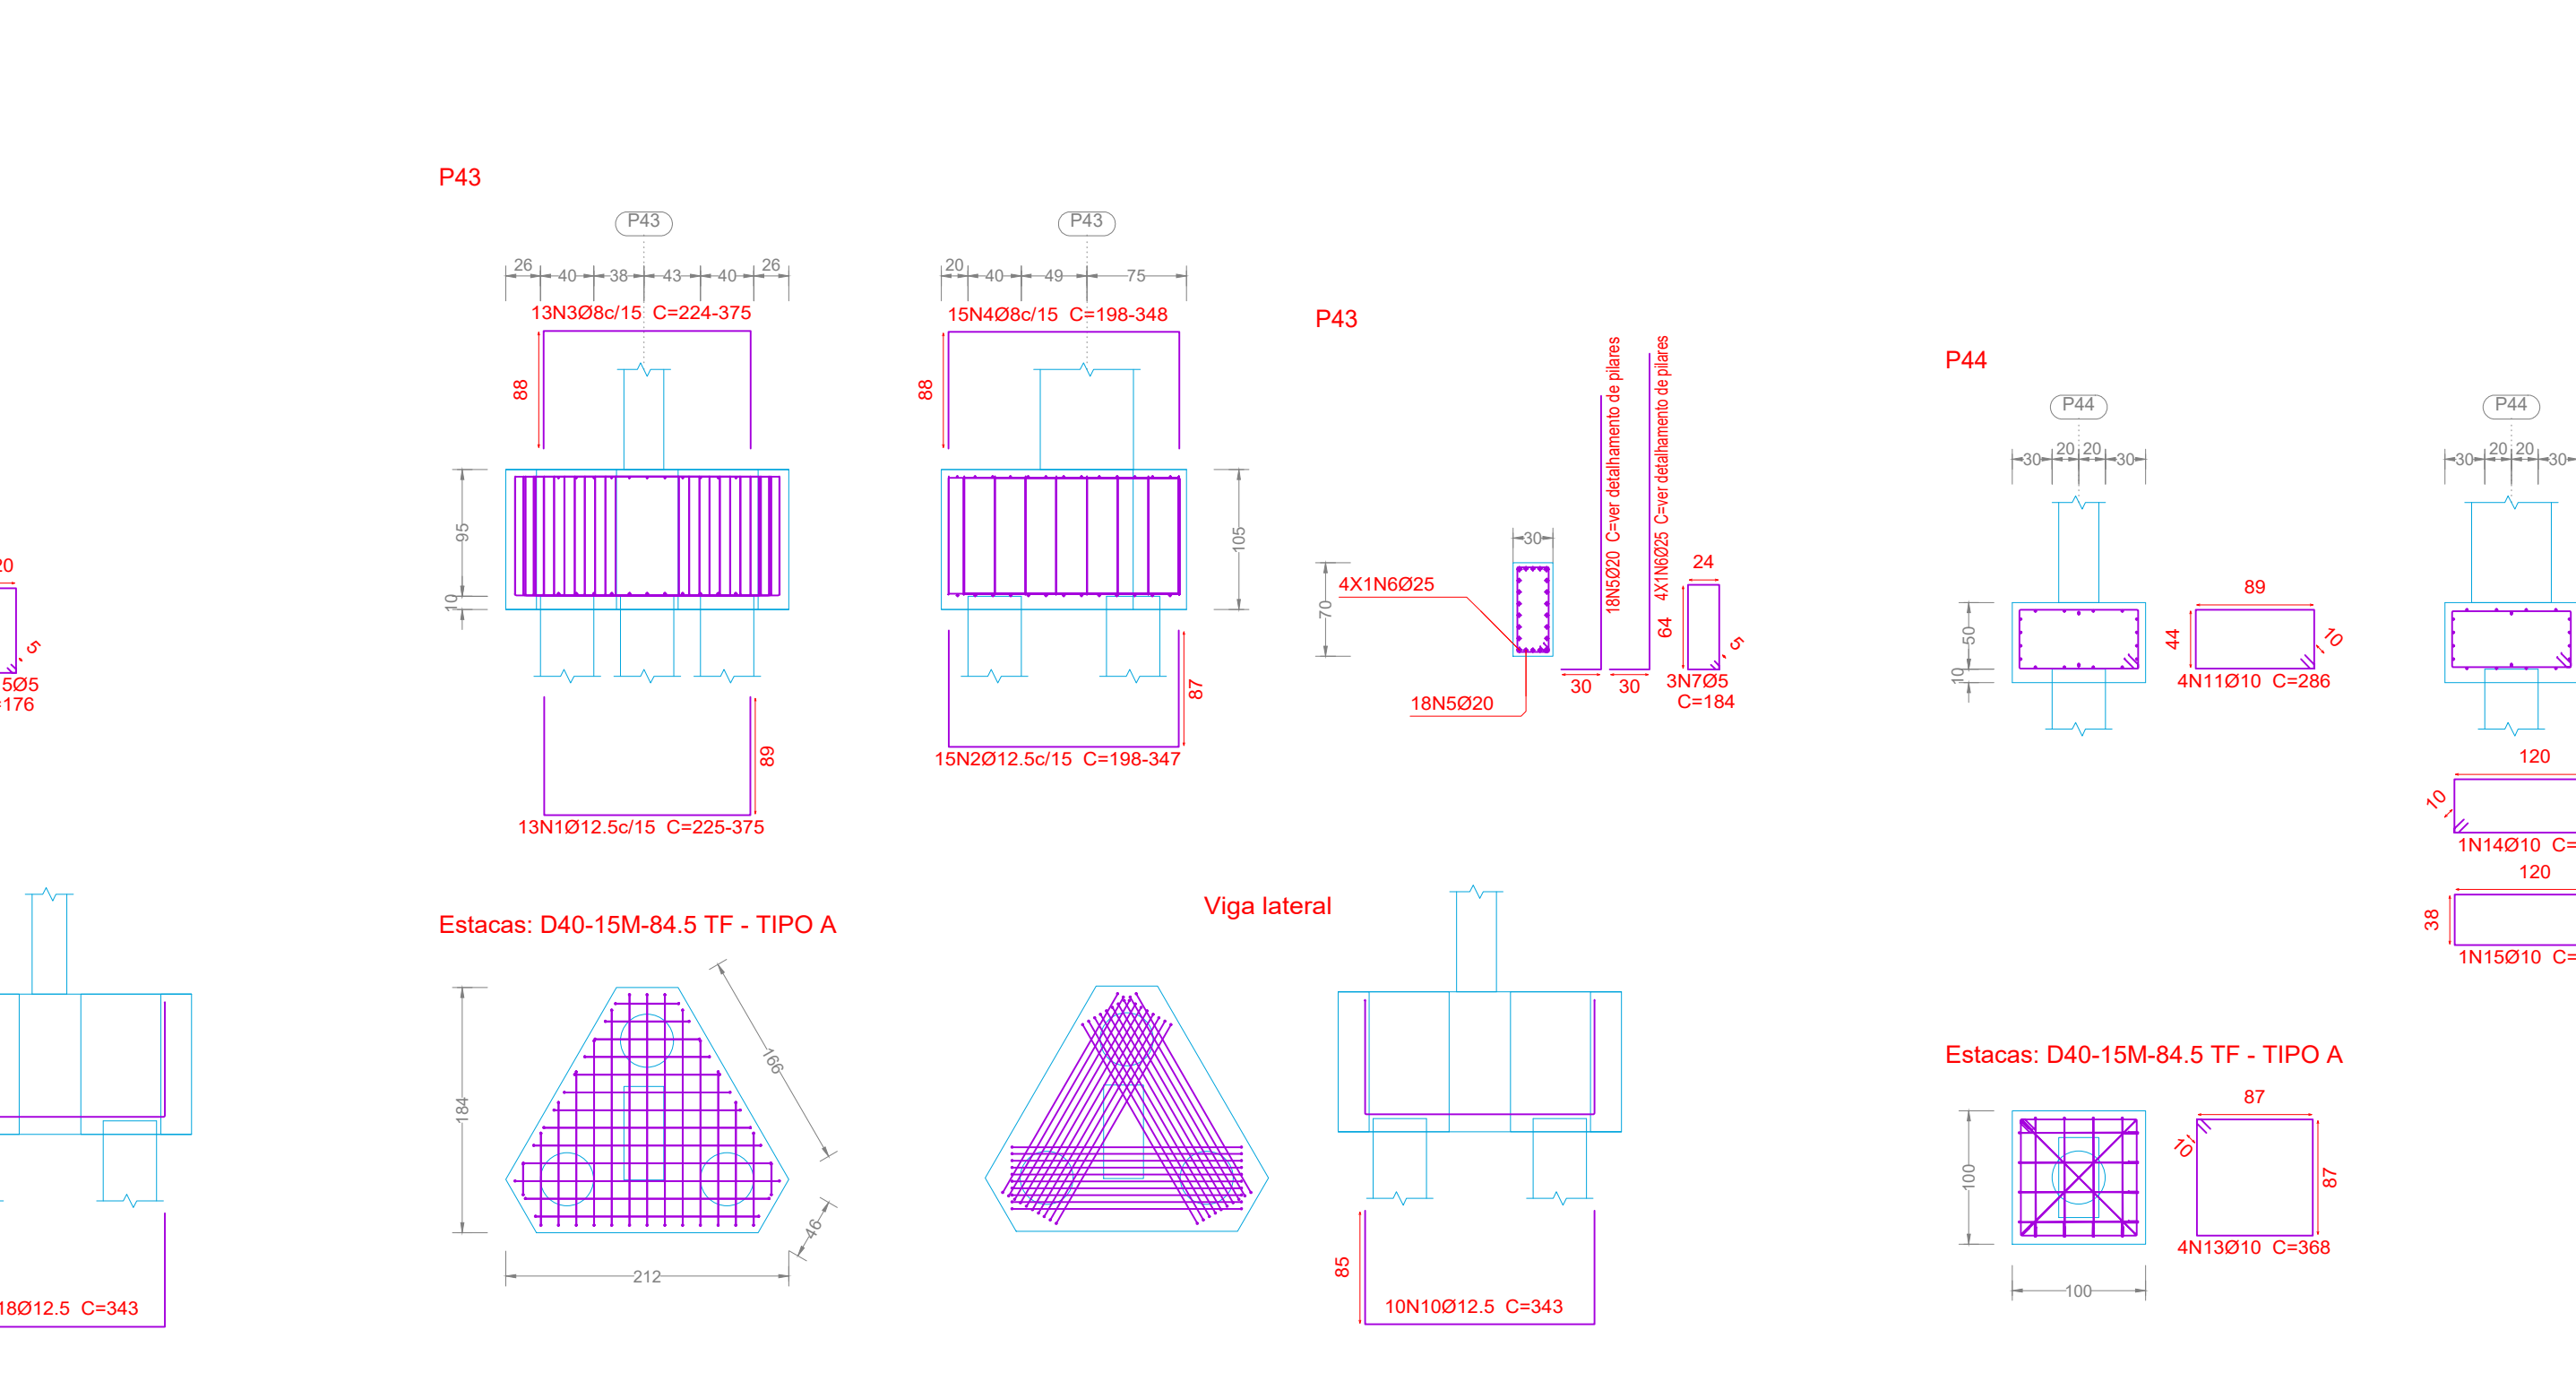 20
5
5Ø5
=176
18Ø12.5 C=343
P43
P43
26
40
38
43
40
26
13N3Ø8c/15 C=224-375
88
95
10
89
13N1Ø12.5c/15 C=225-375
P43
20
40
49
75
15N4Ø8c/15 C=198-348
88
105
87
15N2Ø12.5c/15 C=198-347
P43
30
70
4X1N6Ø25
18N5Ø20
18N5Ø20 C=ver detalhamento de pilares
30
4X1N6Ø25 C=ver detalhamento de pilares
30
24
64
5
3N7Ø5
C=184
Estacas: D40-15M-84.5 TF - TIPO A
184
166
46
212
Viga lateral
85
10N10Ø12.5 C=343
P44
P44
30
20
20
30
50
10
89
44
10
4N11Ø10 C=286
P44
30
20
20
30
120
10
1N14Ø10 C=
120
38
1N15Ø10 C=
Estacas: D40-15M-84.5 TF - TIPO A
100
100
87
10
87
4N13Ø10 C=368